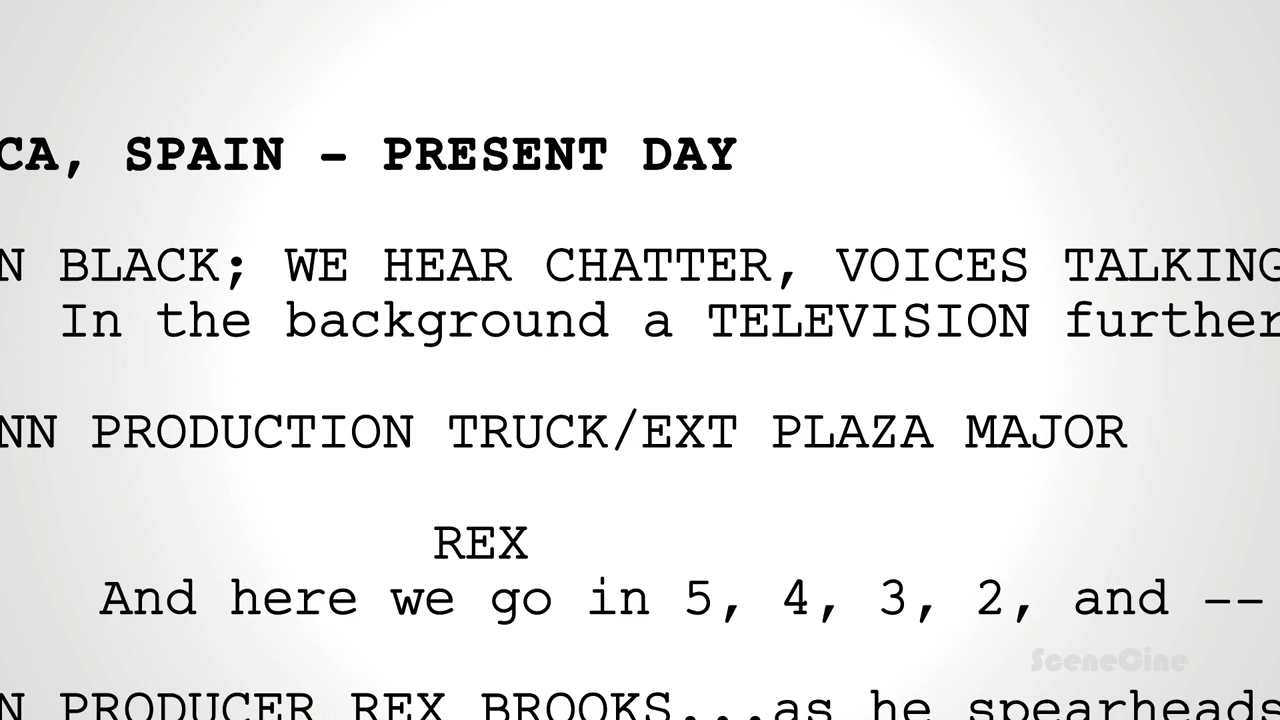 CA, SPAIN – PRESENT DAY
N BLACK; WE HEAR CHATTER, VOICES TALKING
In the background a TELEVISION further
NN PRODUCTION TRUCK/EXT PLAZA MAJOR
REX
And here we go in 5, 4, 3, 2, and --
SceneCine
N PRODUCER REX BROOKS...as he spearheads